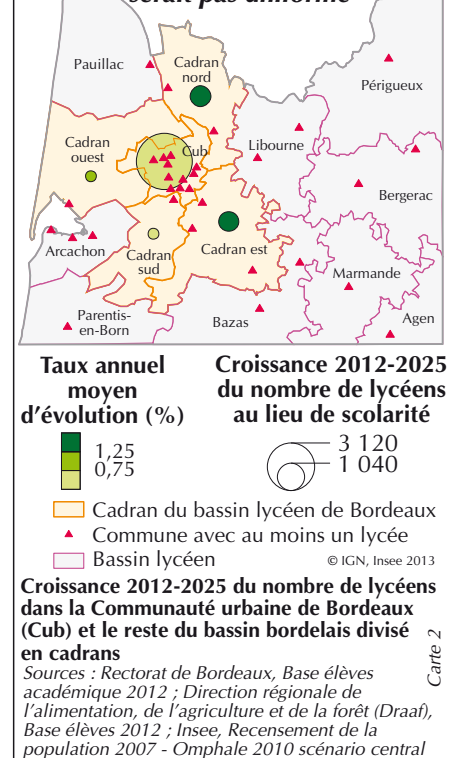 serait pas uniforme
Pauillac
Cadran
nord
Périgueux
Cadran
ouest
Cub
Libourne
Bergerac
Arcachon
Cadran
sud
Cadran est
Marmande
Parentis-
en-Born
Bazas
Agen
Taux annuel
moyen
d'évolution (%)
1,25
0,75
Croissance 2012-2025
du nombre de lycéens
au lieu de scolarité
3 120
1 040
Cadran du bassin lycéen de Bordeaux
Commune avec au moins un lycée
Bassin lycéen
© IGN, Insee 2013
Croissance 2012-2025 du nombre de lycéens
dans la Communauté urbaine de Bordeaux
(Cub) et le reste du bassin bordelais divisé
en cadrans
Carte 2
Sources : Rectorat de Bordeaux, Base élèves
académique 2012 ; Direction régionale de
l'alimentation, de l'agriculture et de la forêt (Draaf),
Base élèves 2012 ; Insee, Recensement de la
population 2007 - Omphale 2010 scénario central